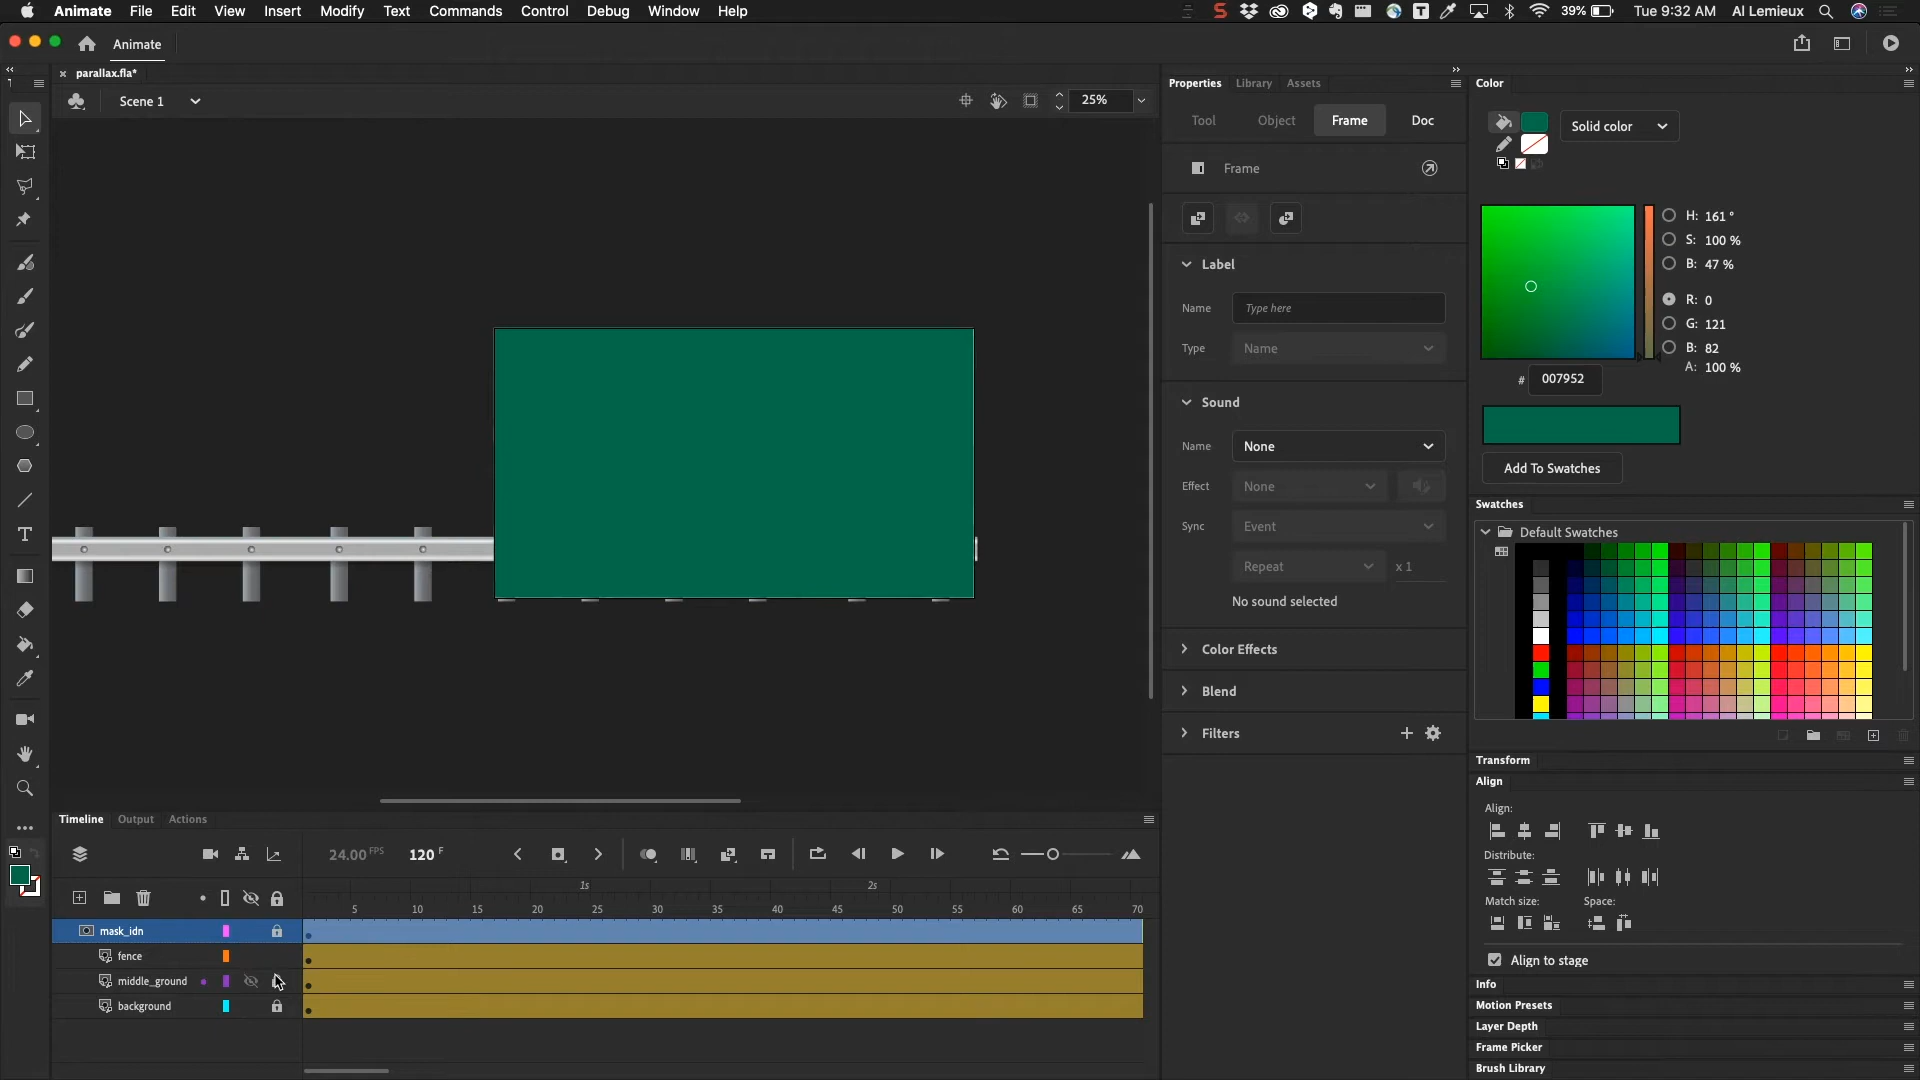 Animate File Edit View Insert Modify Text Commands Control Debug Window Help 39% Tue 9:32 AM Al Lemieux
Animate
parallax.fla*
Scene 1 25%
Properties Library Assets
Tool Object Frame Doc
Frame
Label
Name Type here
Type Name
Sound
Name None
Effect None
Sync Event
Repeat x 1
No sound selected
Color Effects
Blend
Filters
Color
Solid color
H: 161 °
S: 100 %
B: 47 %
R: 0
G: 121
B: 82
A: 100 %
# 007952
Add To Swatches
Swatches
Default Swatches
Transform
Align
Align:
Distribute:
Match size: Space:
Align to stage
Info
Motion Presets
Layer Depth
Frame Picker
Brush Library
Timeline Output Actions
24.00 FPS 120 F
1s 2s
5 10 15 20 25 30 35 40 45 50 55 60 65 70
mask_idn
fence
middle_ground
background